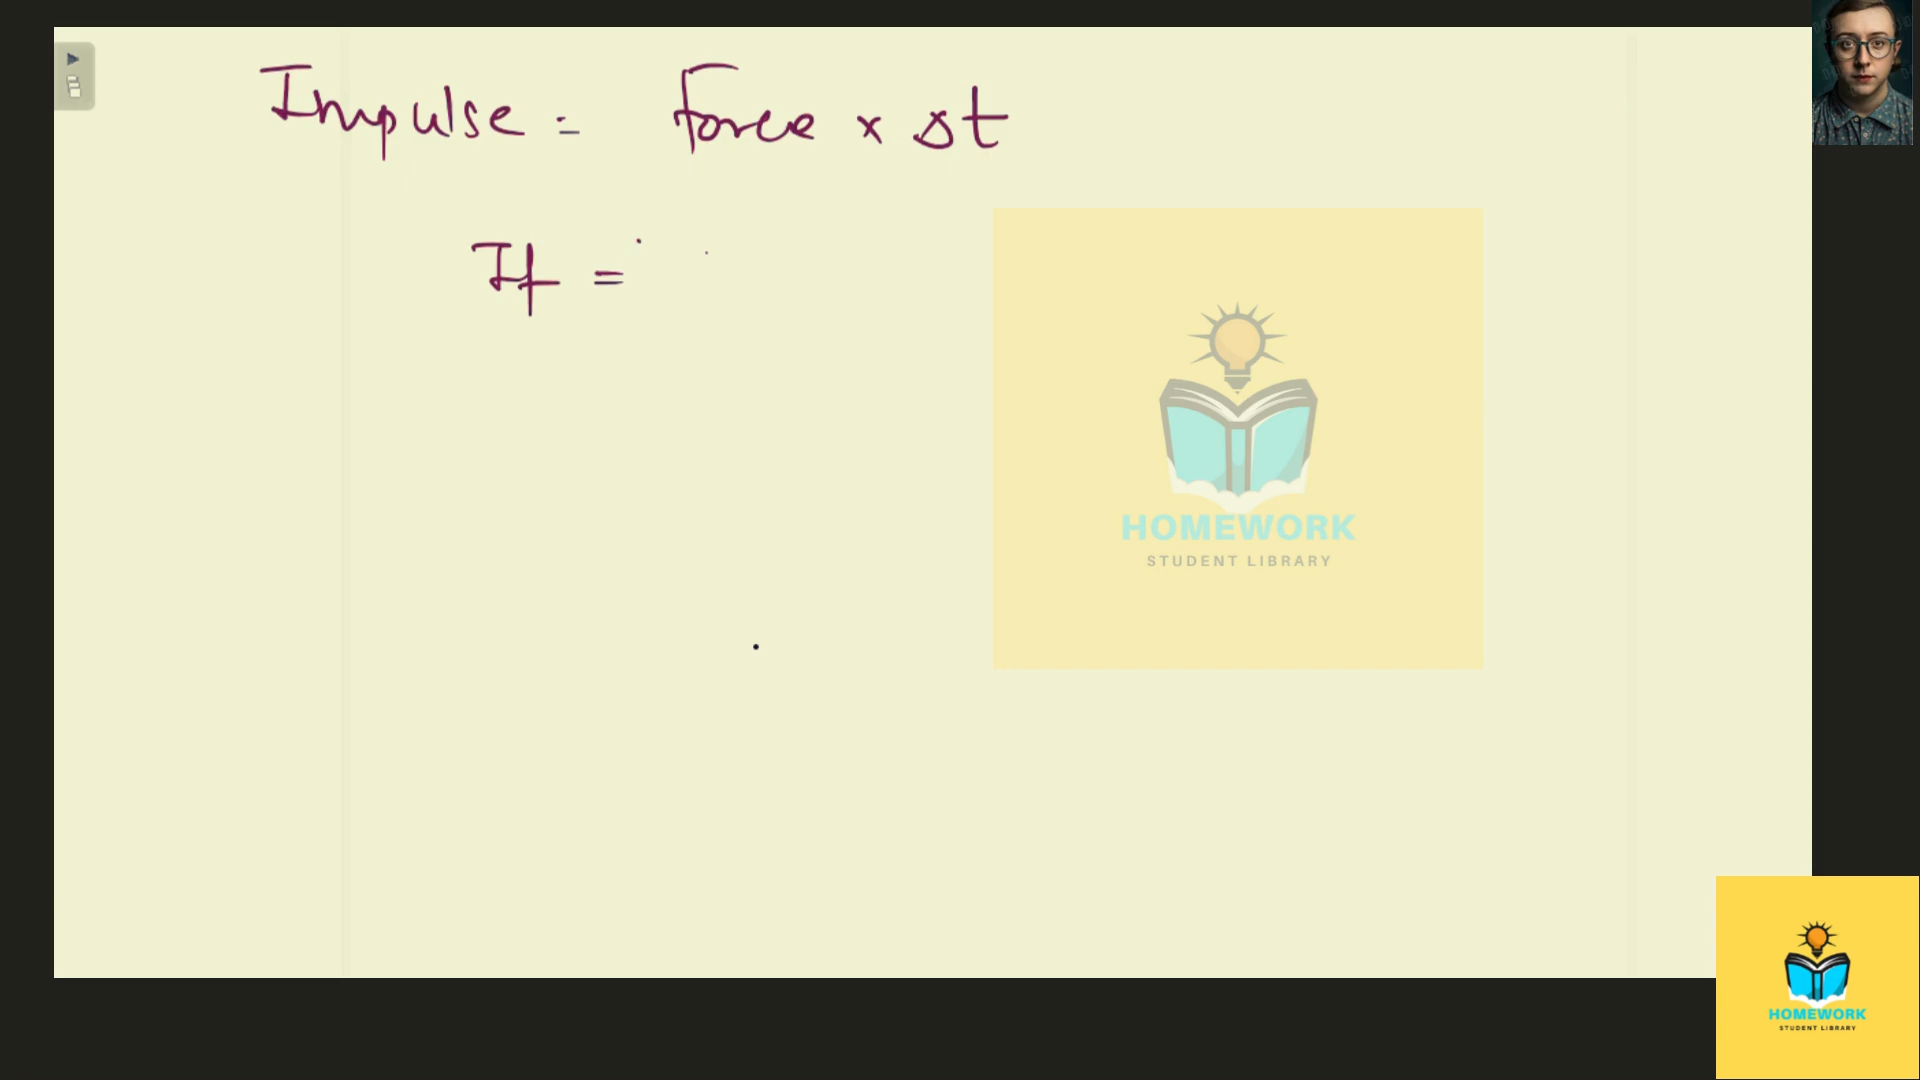 Impulse = Force × Δt
If =
HOMEWORK
STUDENT LIBRARY
HOMEWORK
STUDENT LIBRARY